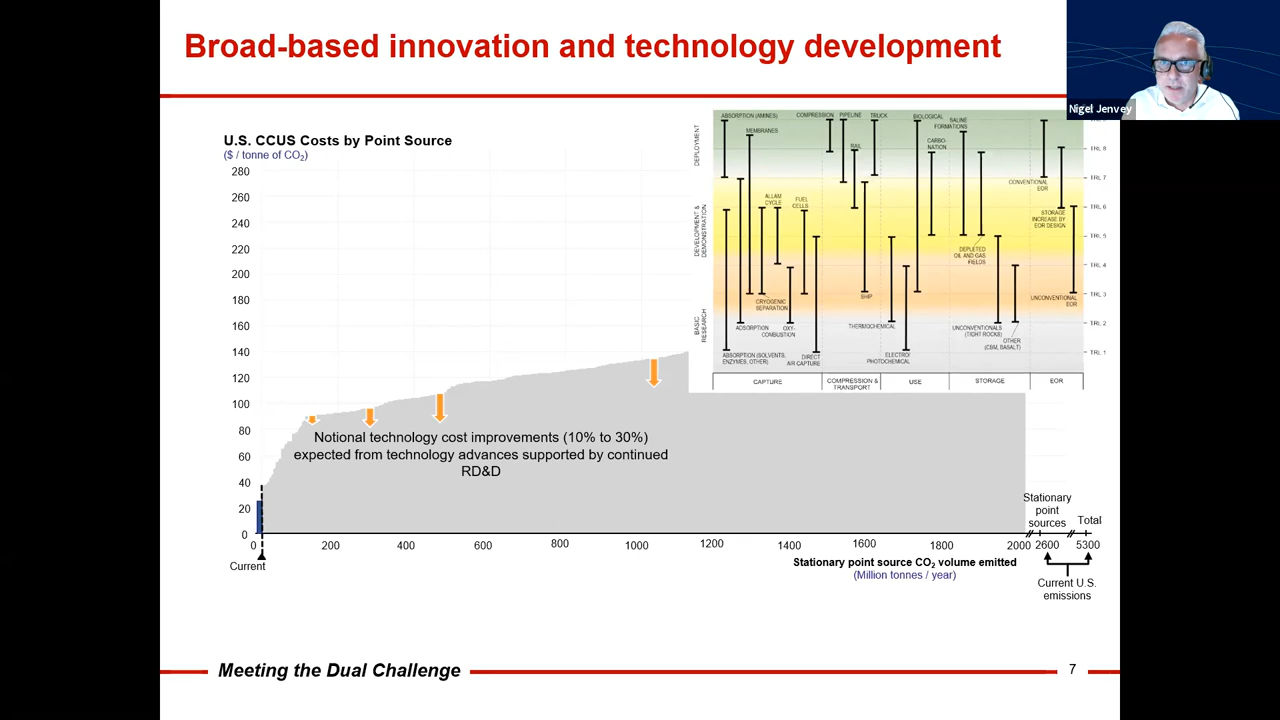 Broad-based innovation and technology development
Nigel Jenvey
U.S. CCUS Costs by Point Source
($ / tonne of CO₂)
280
260
240
220
200
180
160
140
120
100
80
60
40
20
0
Notional technology cost improvements (10% to 30%)
expected from technology advances supported by continued
RD&D
0
200
400
600
800
1000
1200
1400
1600
1800
2000
2600
5300
Current
Stationary
point
sources
Total
Stationary point source CO₂ volume emitted
(Million tonnes / year)
Current U.S.
emissions
DEPLOYMENT
DEVELOPMENT &
DEMONSTRATION
BASIC
RESEARCH
ABSORPTION (AMINES)
MEMBRANES
COMPRESSION
PIPELINE
TRUCK
RAIL
BIOLOGICAL
SALINE
FORMATIONS
CARBO-
NATION
ALLAM
CYCLE
FUEL
CELLS
CONVENTIONAL
EOR
STORAGE
INCREASE BY
EOR DESIGN
DEPLETED
OIL AND GAS
FIELDS
CRYOGENIC
SEPARATION
SHIP
UNCONVENTIONAL
EOR
ADSORPTION
OXY-
COMBUSTION
THERMOCHEMICAL
UNCONVENTIONALS
(TIGHT ROCKS)
OTHER
(CBM, BASALT)
ABSORPTION (SOLVENTS,
ENZYMES, OTHER)
DIRECT
AIR CAPTURE
ELECTRO/
PHOTOCHEMICAL
TRL 8
TRL 7
TRL 6
TRL 5
TRL 4
TRL 3
TRL 2
TRL 1
CAPTURE
COMPRESSION &
TRANSPORT
USE
STORAGE
EOR
Meeting the Dual Challenge
7